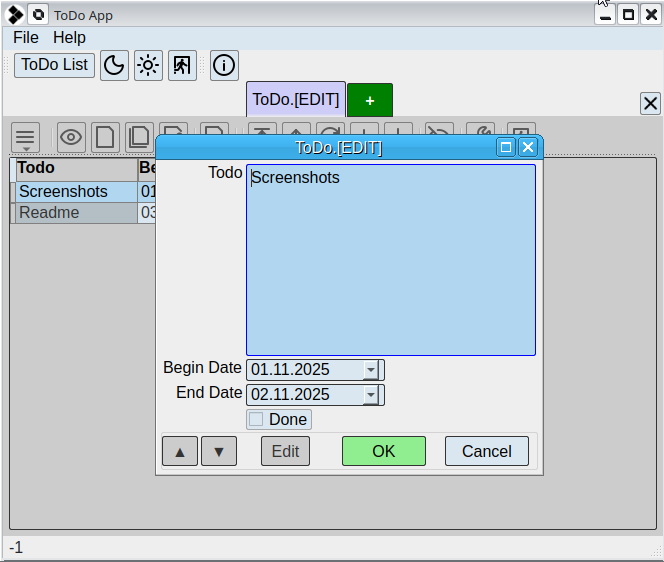 ToDo App
File Help
ToDo List
ToDo.[EDIT] +
ToDo.[EDIT]
Todo
Screenshots 01
Readme 03
Todo Screenshots
Begin Date 01.11.2025
End Date 02.11.2025
Done
▲ ▼ Edit OK Cancel
-1